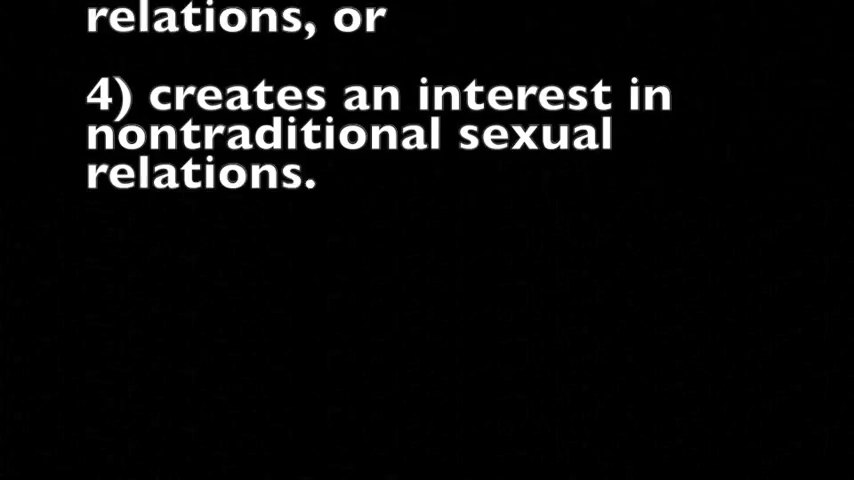 relations, or
4) creates an interest in
nontraditional sexual
relations.